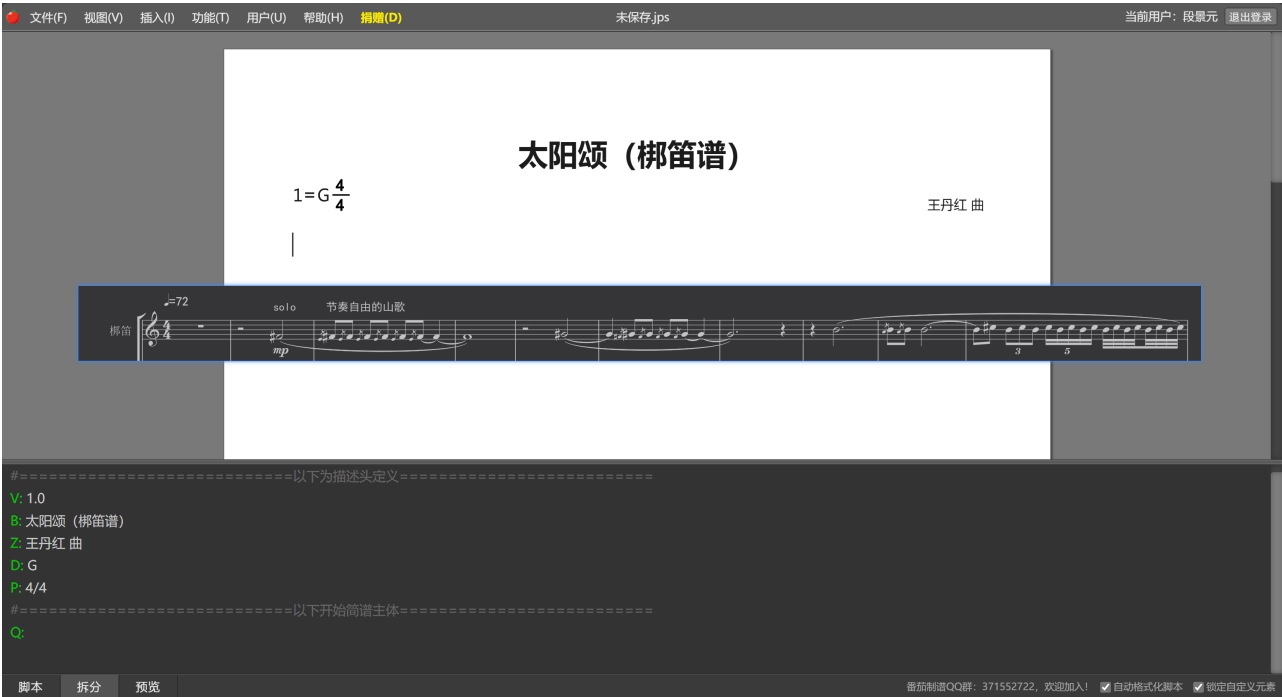 文件(F) 视图(V) 插入(I) 功能(T) 用户(U) 帮助(H) 捐赠(D) 未保存.jps 当前用户：段景元 退出登录
太阳颂（梆笛谱）
1=G 4/4
王丹红 曲
♩=72
solo 节奏自由的山歌
梆笛 4/4
mp 3 5
#============================以下为描述头定义==========================
V: 1.0
B: 太阳颂（梆笛谱）
Z: 王丹红 曲
D: G
P: 4/4
#============================以下开始简谱主体==========================
Q:
脚本 拆分 预览 番茄制谱QQ群：371552722，欢迎加入！ 自动格式化脚本 锁定自定义元素